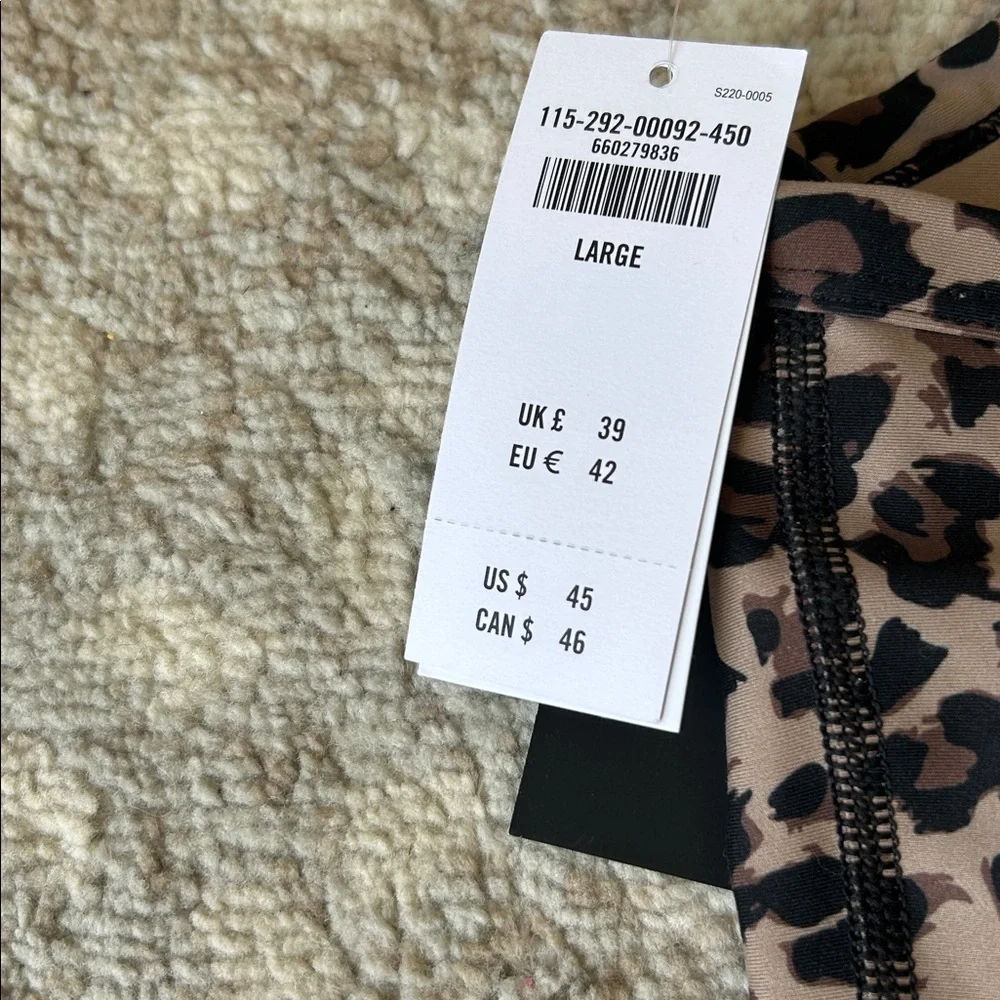 S220-0005
115-292-00092-450
660279836
LARGE
UK £ 39
EU € 42
US $ 45
CAN $ 46